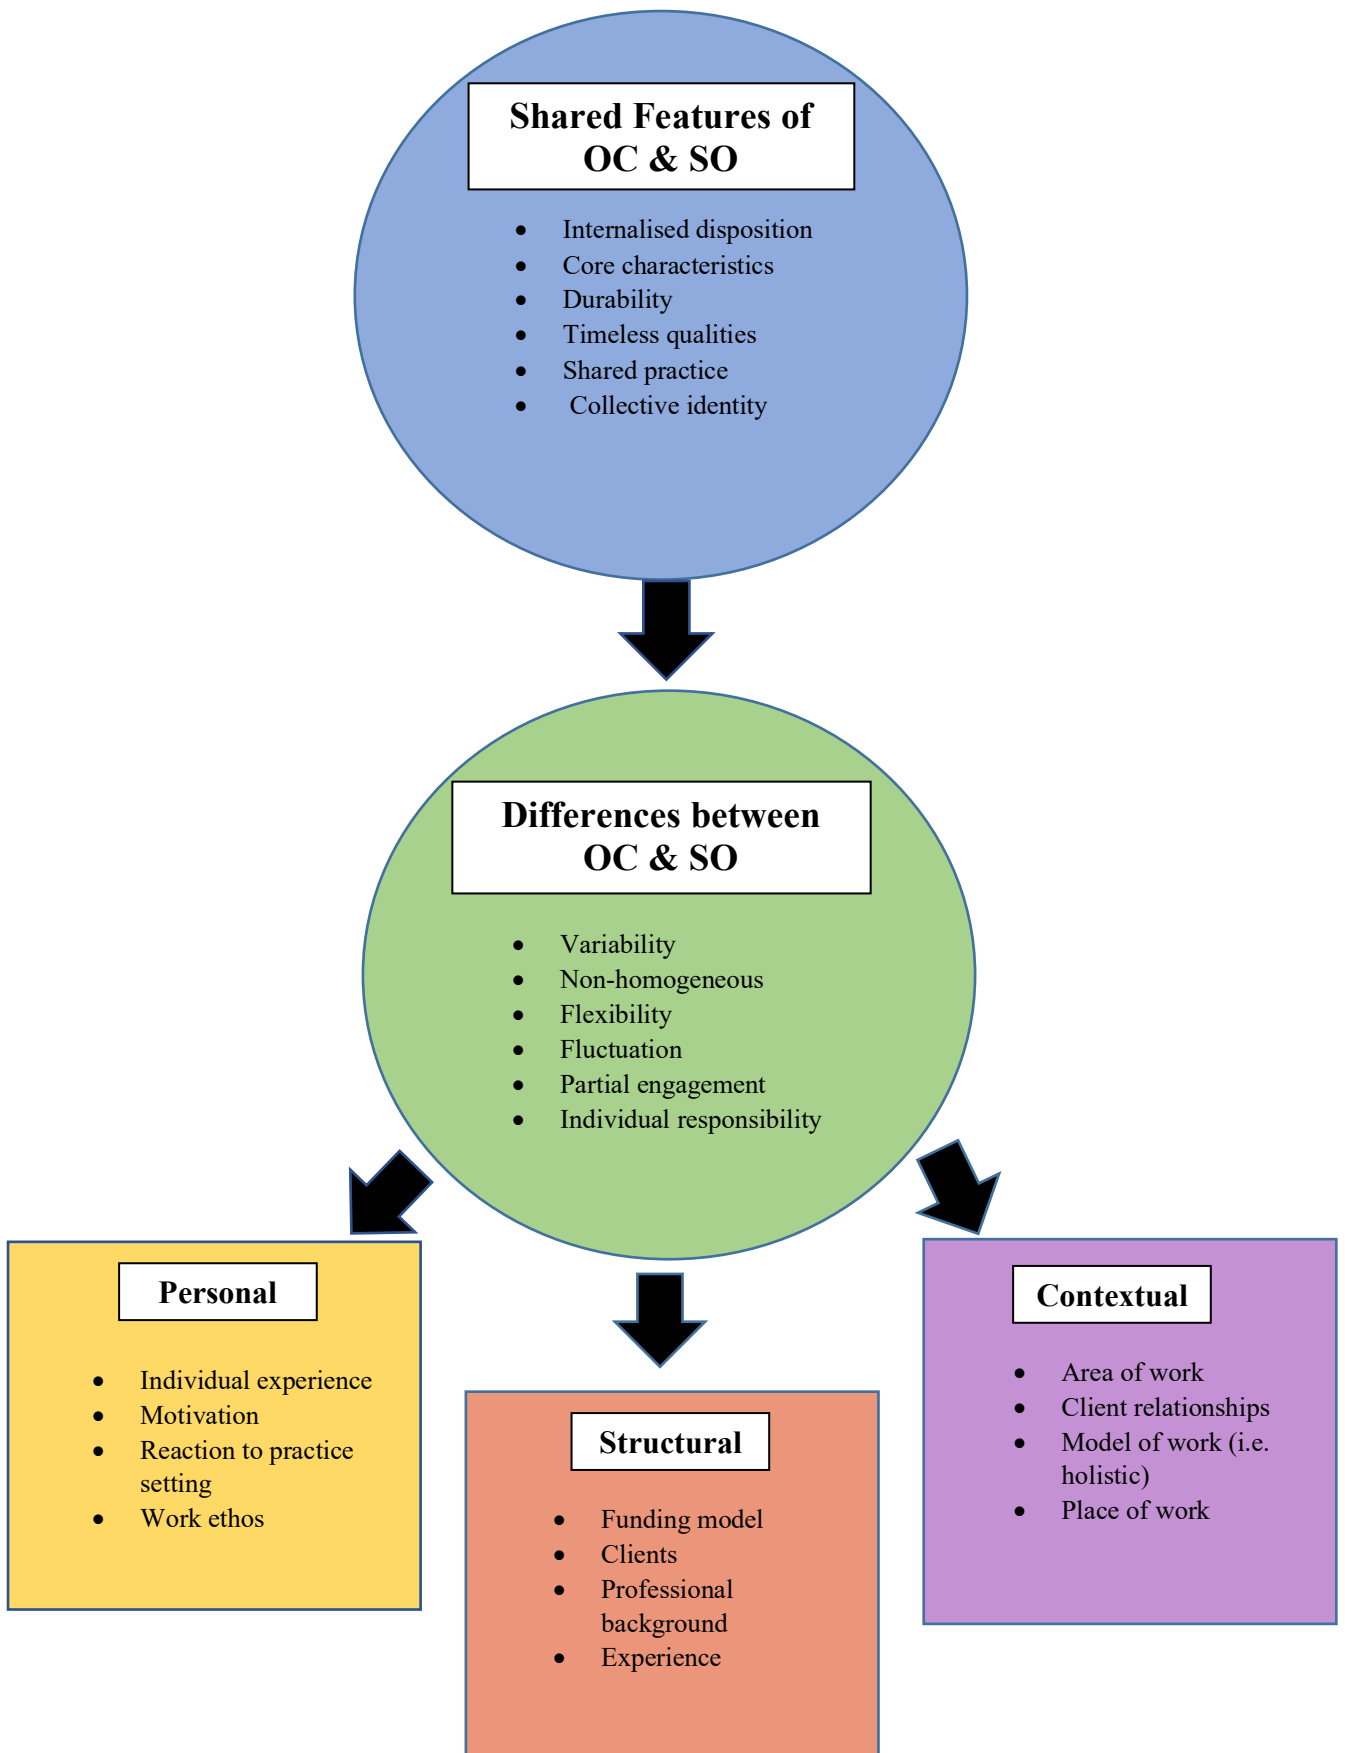 Shared Features of
OC & SO
• Internalised disposition
• Core characteristics
• Durability
• Timeless qualities
• Shared practice
• Collective identity
Differences between
OC & SO
• Variability
• Non-homogeneous
• Flexibility
• Fluctuation
• Partial engagement
• Individual responsibility
Personal
• Individual experience
• Motivation
• Reaction to practice
setting
• Work ethos
Structural
• Funding model
• Clients
• Professional
background
• Experience
Contextual
• Area of work
• Client relationships
• Model of work (i.e.
holistic)
• Place of work